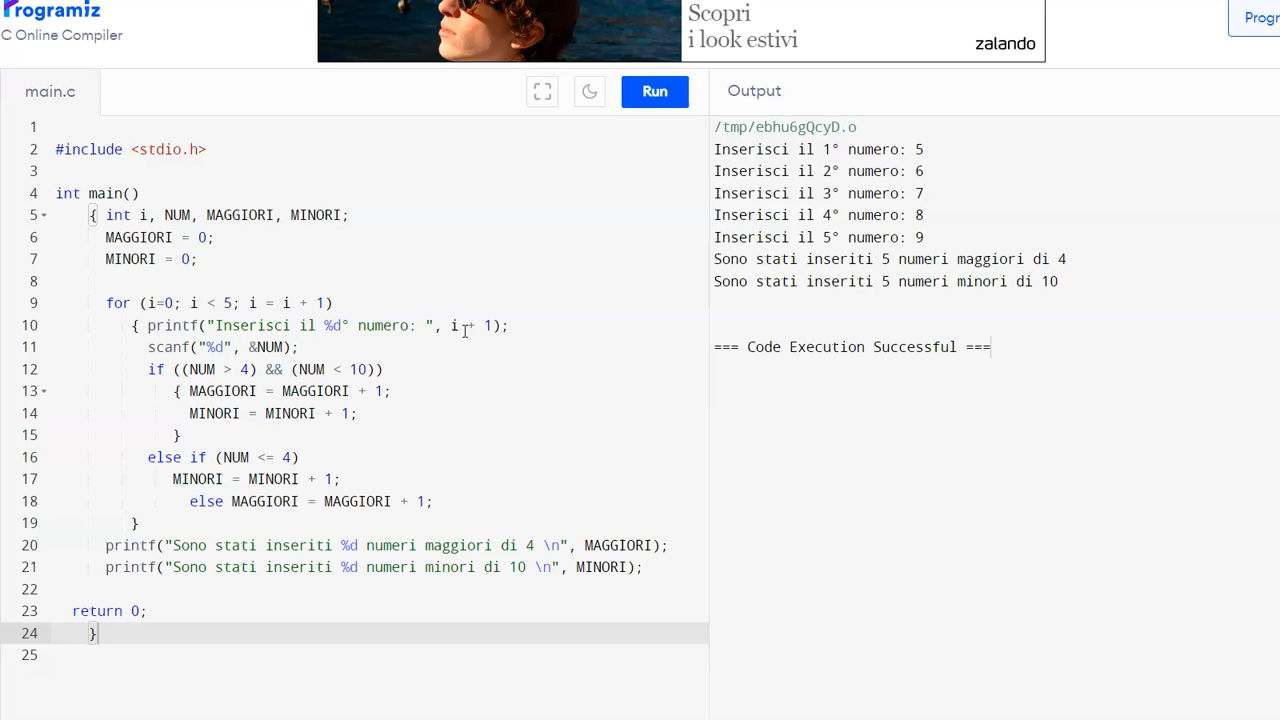 Programiz
C Online Compiler
Scopri
i look estivi
zalando
Progr
main.c
Run
Output
1
2 #include <stdio.h>
3
4 int main()
5 { int i, NUM, MAGGIORI, MINORI;
6 MAGGIORI = 0;
7 MINORI = 0;
8
9 for (i=0; i < 5; i = i + 1)
10 { printf("Inserisci il %d° numero: ", i + 1);
11 scanf("%d", &NUM);
12 if ((NUM > 4) && (NUM < 10))
13 { MAGGIORI = MAGGIORI + 1;
14 MINORI = MINORI + 1;
15 }
16 else if (NUM <= 4)
17 MINORI = MINORI + 1;
18 else MAGGIORI = MAGGIORI + 1;
19 }
20 printf("Sono stati inseriti %d numeri maggiori di 4 \n", MAGGIORI);
21 printf("Sono stati inseriti %d numeri minori di 10 \n", MINORI);
22
23 return 0;
24 }
25
/tmp/ebhu6gQcyD.o
Inserisci il 1° numero: 5
Inserisci il 2° numero: 6
Inserisci il 3° numero: 7
Inserisci il 4° numero: 8
Inserisci il 5° numero: 9
Sono stati inseriti 5 numeri maggiori di 4
Sono stati inseriti 5 numeri minori di 10
=== Code Execution Successful ===